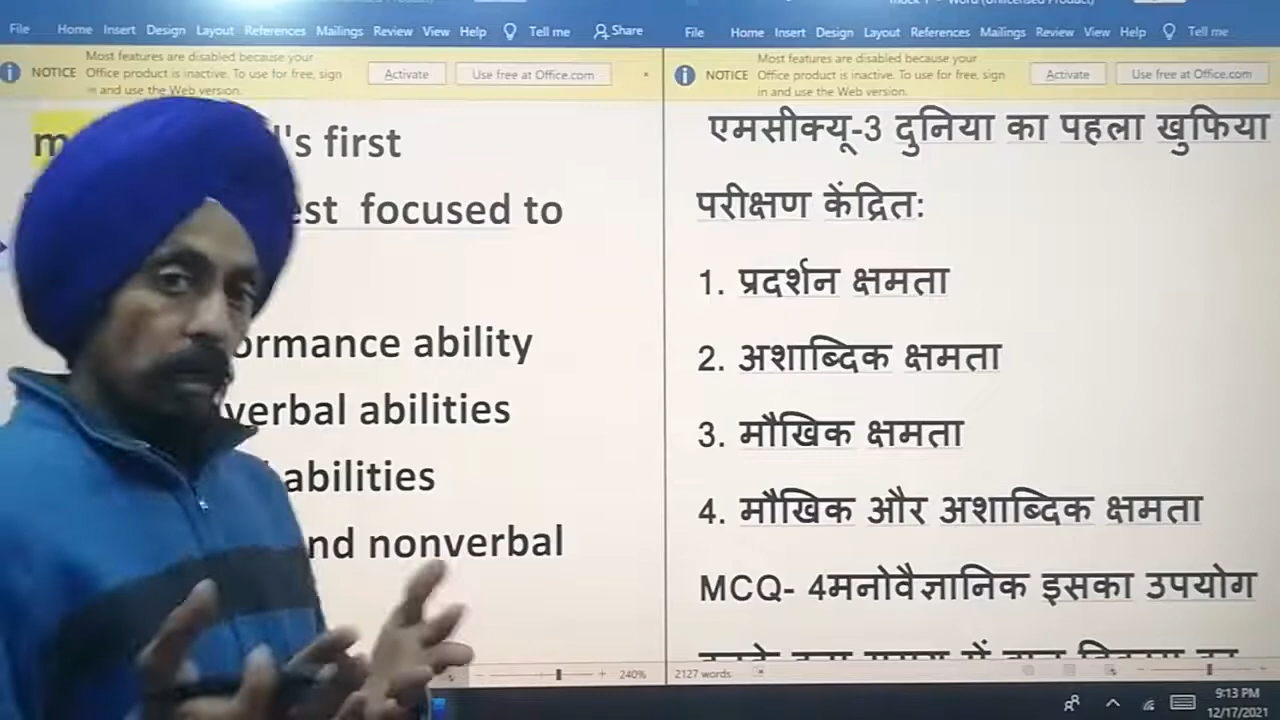 File Home Insert Design Layout References Mailings Review View Help Tell me Share
NOTICE Most features are disabled because your
Office product is inactive. To use for free, sign
in and use the Web version.
Activate Use free at Office.com
's first
est focused to
ormance ability
verbal abilities
abilities
nd nonverbal
240%
File Home Insert Design Layout References Mailings Review View Help Tell me
NOTICE Most features are disabled because your
Office product is inactive. To use for free, sign
in and use the Web version.
Activate Use free at Office.com
एमसीक्यू-3 दुनिया का पहला खुफिया
परीक्षण केंद्रित:
1. प्रदर्शन क्षमता
2. अशाब्दिक क्षमता
3. मौखिक क्षमता
4. मौखिक और अशाब्दिक क्षमता
MCQ- 4मनोवैज्ञानिक इसका उपयोग
2127 words
9:13 PM
12/17/2021